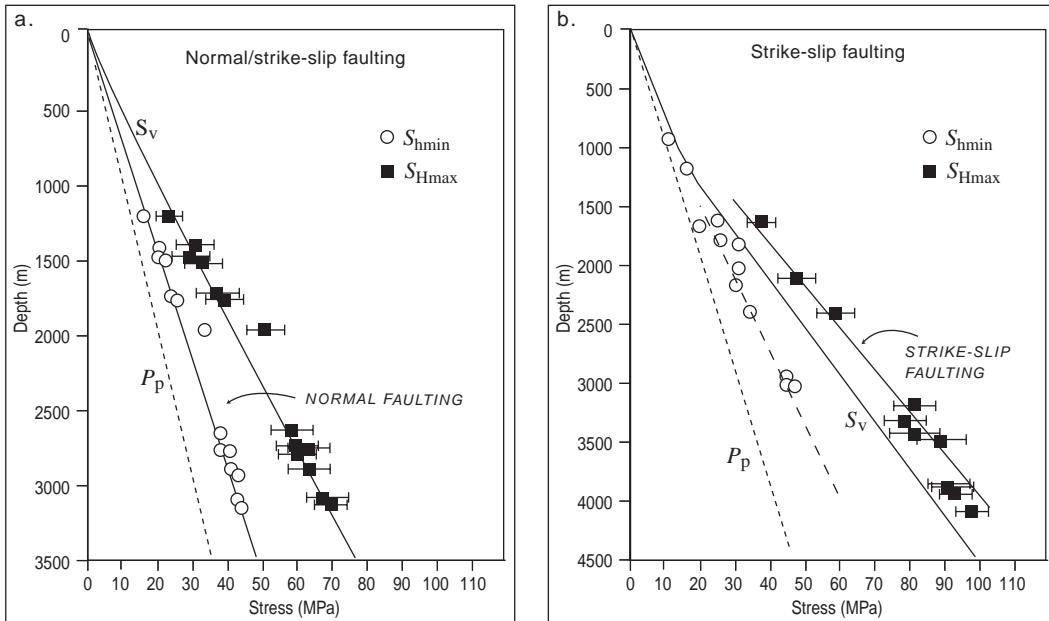 a.
Normal/strike-slip faulting
Depth (m)
0
500
1000
1500
2000
2500
3000
3500
Sv
Shmin
SHmax
Pp
NORMAL FAULTING
0 10 20 30 40 50 60 70 80 90 100 110
Stress (MPa)
b.
Strike-slip faulting
Depth (m)
0
500
1000
1500
2000
2500
3000
3500
4000
4500
Shmin
SHmax
STRIKE-SLIP
FAULTING
Sv
Pp
0 10 20 30 40 50 60 70 80 90 100 110
Stress (MPa)